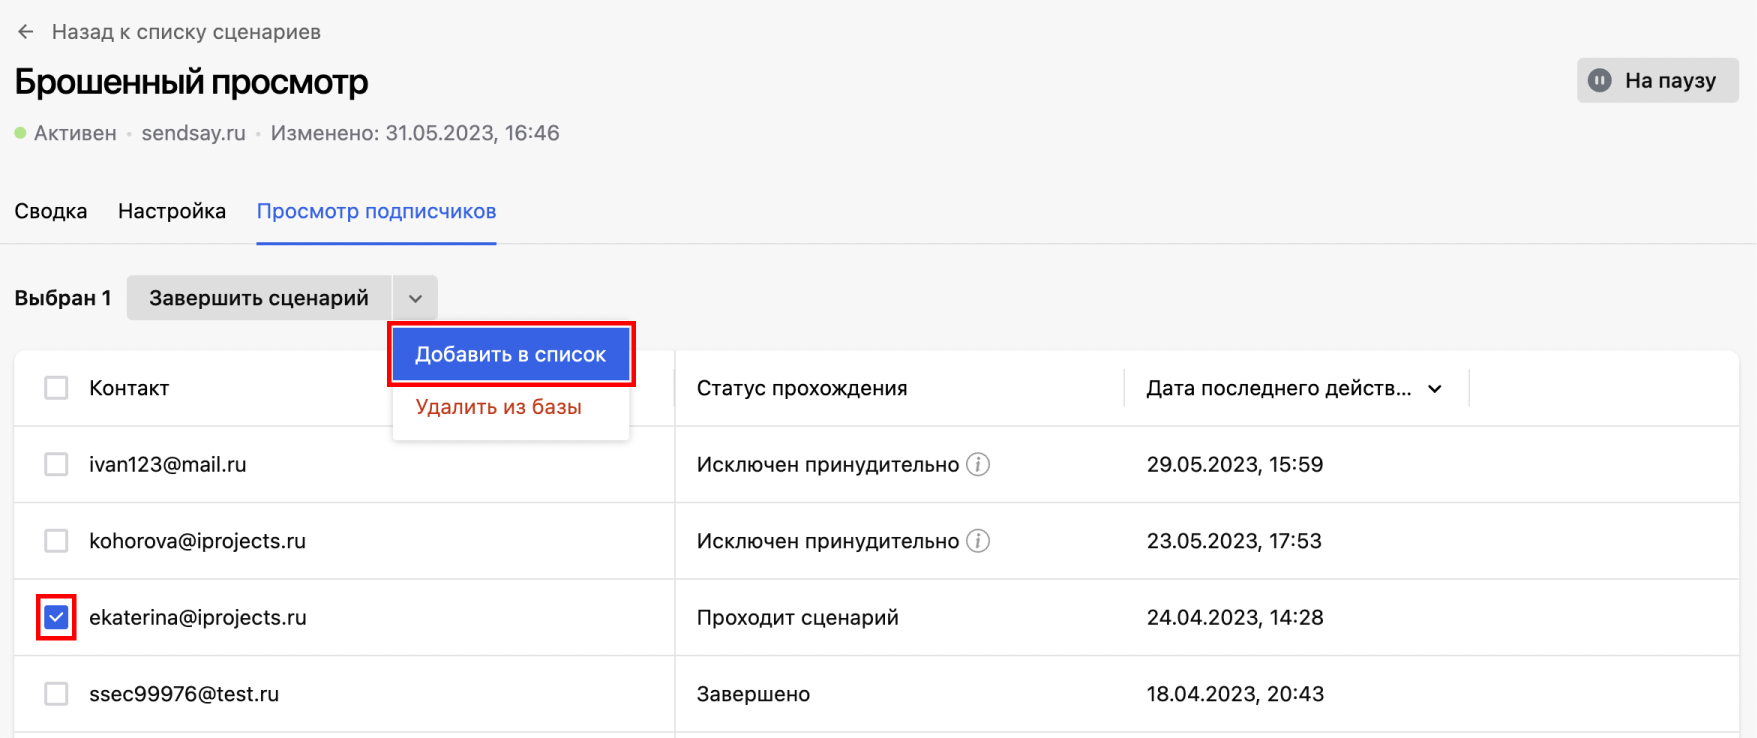 Назад к списку сценариев
Брошенный просмотр
На паузу
Активен • sendsay.ru • Изменено: 31.05.2023, 16:46
Сводка Настройка Просмотр подписчиков
Выбран 1 Завершить сценарий
Добавить в список
Удалить из базы
Контакт Статус прохождения Дата последнего действ...
ivan123@mail.ru Исключен принудительно i 29.05.2023, 15:59
kohorova@iprojects.ru Исключен принудительно i 23.05.2023, 17:53
ekaterina@iprojects.ru Проходит сценарий 24.04.2023, 14:28
ssec99976@test.ru Завершено 18.04.2023, 20:43